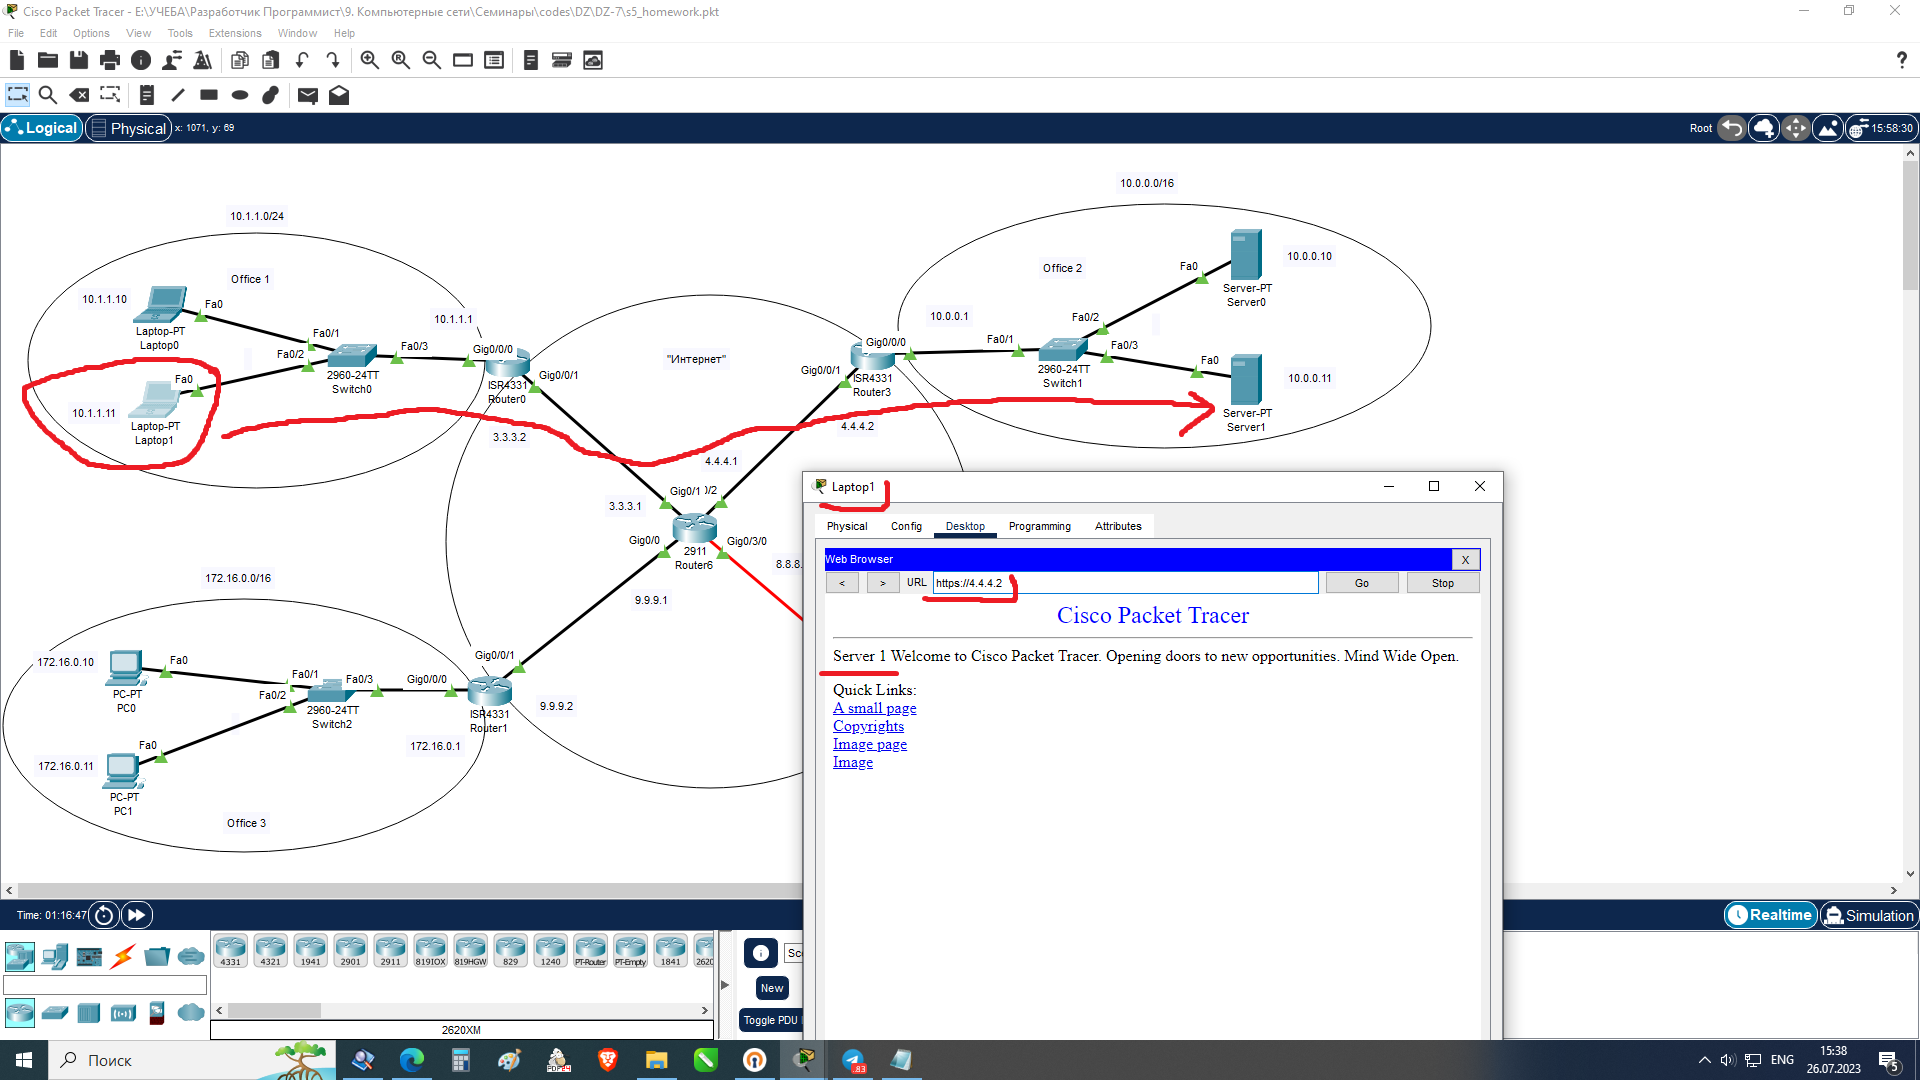 Cisco Packet Tracer - E:\УЧЕБА\Разработчик Программист\9. Компьютерные сети\Семинары\codes\DZ\DZ-7\s5_homework.pkt
File Edit Options View Tools Extensions Window Help
Logical Physical x: 1071, y: 69 Root 15:58:30
10.0.0.0/16
10.1.1.0/24
Office 1
Office 2
10.0.0.10
Fa0
Server-PT
Server0
10.1.1.10
Fa0
Laptop-PT
Laptop0
Fa0/1
Fa0/2
Fa0/3
2960-24TT
Switch0
10.1.1.1
Gig0/0/0
Gig0/0/1
ISR4331
Router0
3.3.3.2
Fa0
10.1.1.11
Laptop-PT
Laptop1
"Интернет"
10.0.0.1
Gig0/0/0
Gig0/0/1
ISR4331
Router3
4.4.4.2
Fa0/1
Fa0/2
Fa0/3
2960-24TT
Switch1
Fa0
10.0.0.11
Server-PT
Server1
4.4.4.1
3.3.3.1
Gig0/1
0/2
Gig0/0
Gig0/3/0
2911
Router6
8.8.8.
9.9.9.1
172.16.0.0/16
172.16.0.10
Fa0
PC-PT
PC0
Fa0/1
Fa0/2
Fa0/3
2960-24TT
Switch2
Gig0/0/0
Gig0/0/1
ISR4331
Router1
9.9.9.2
172.16.0.1
Fa0
172.16.0.11
PC-PT
PC1
Office 3
Laptop1
Physical Config Desktop Programming Attributes
Web Browser X
< > URL https://4.4.4.2 Go Stop
Cisco Packet Tracer
Server 1 Welcome to Cisco Packet Tracer. Opening doors to new opportunities. Mind Wide Open.
Quick Links:
A small page
Copyrights
Image page
Image
Time: 01:16:47 Realtime Simulation
4331 4321 1941 2901 2911 819IOX 819HGW 829 1240 PT-Router PT-Empty 1841 2620
Sc
New
Toggle PDU
2620XM
Поиск
ENG
15:38
26.07.2023
5
83